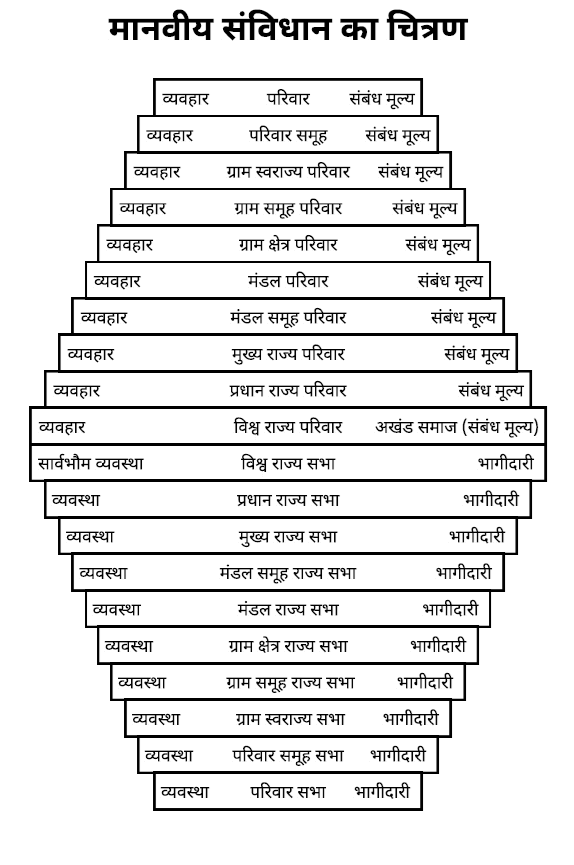 मानवीय संविधान का चित्रण
व्यवहार परिवार संबंध मूल्य
व्यवहार परिवार समूह संबंध मूल्य
व्यवहार ग्राम स्वराज्य परिवार संबंध मूल्य
व्यवहार ग्राम समूह परिवार संबंध मूल्य
व्यवहार ग्राम क्षेत्र परिवार संबंध मूल्य
व्यवहार मंडल परिवार संबंध मूल्य
व्यवहार मंडल समूह परिवार संबंध मूल्य
व्यवहार मुख्य राज्य परिवार संबंध मूल्य
व्यवहार प्रधान राज्य परिवार संबंध मूल्य
व्यवहार विश्व राज्य परिवार अखंड समाज (संबंध मूल्य)
सार्वभौम व्यवस्था विश्व राज्य सभा भागीदारी
व्यवस्था प्रधान राज्य सभा भागीदारी
व्यवस्था मुख्य राज्य सभा भागीदारी
व्यवस्था मंडल समूह राज्य सभा भागीदारी
व्यवस्था मंडल राज्य सभा भागीदारी
व्यवस्था ग्राम क्षेत्र राज्य सभा भागीदारी
व्यवस्था ग्राम समूह राज्य सभा भागीदारी
व्यवस्था ग्राम स्वराज्य सभा भागीदारी
व्यवस्था परिवार समूह सभा भागीदारी
व्यवस्था परिवार सभा भागीदारी